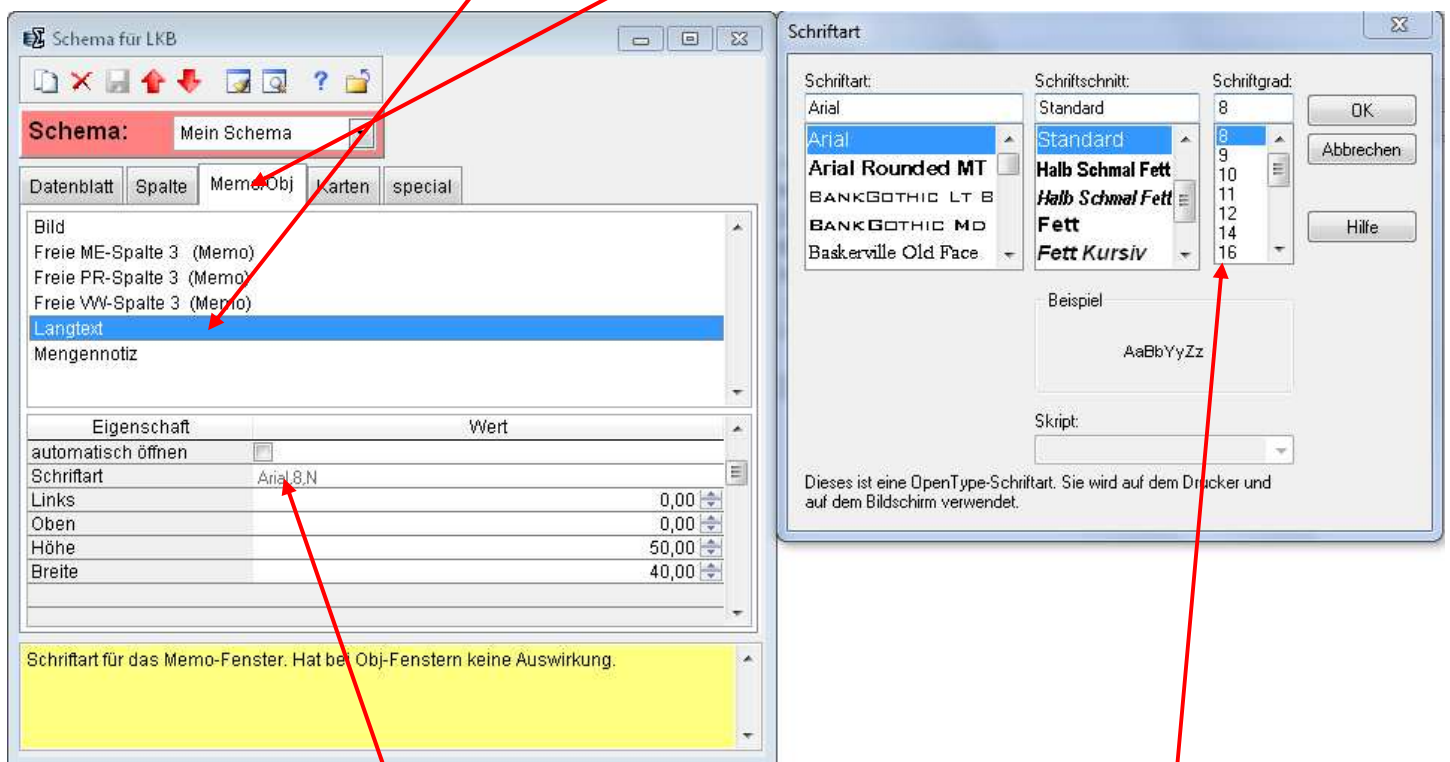 Schema für LKB
Schema: Mein Schema
Datenblatt Spalte Memo/Obj Karten special
Bild
Freie ME-Spalte 3 (Memo)
Freie PR-Spalte 3 (Memo)
Freie VW-Spalte 3 (Memo)
Langtext
Mengennotiz
Eigenschaft Wert
automatisch öffnen
Schriftart Arial,8,N
Links 0,00
Oben 0,00
Höhe 50,00
Breite 40,00
Schriftart für das Memo-Fenster. Hat bei Obj-Fenstern keine Auswirkung.
Schriftart
Schriftart: Schriftschnitt: Schriftgrad:
Arial Standard 8 OK
Arial Standard 8 Abbrechen
Arial Rounded MT Halb Schmal Fett 9
10
BANKGOTHIC LT B Halb Schmal Fett 11
BANKGOTHIC MD Fett 12 Hilfe
14
Baskerville Old Face Fett Kursiv 16
Beispiel
AaBbYyZz
Skript:
Dieses ist eine OpenType-Schriftart. Sie wird auf dem Drucker und
auf dem Bildschirm verwendet.